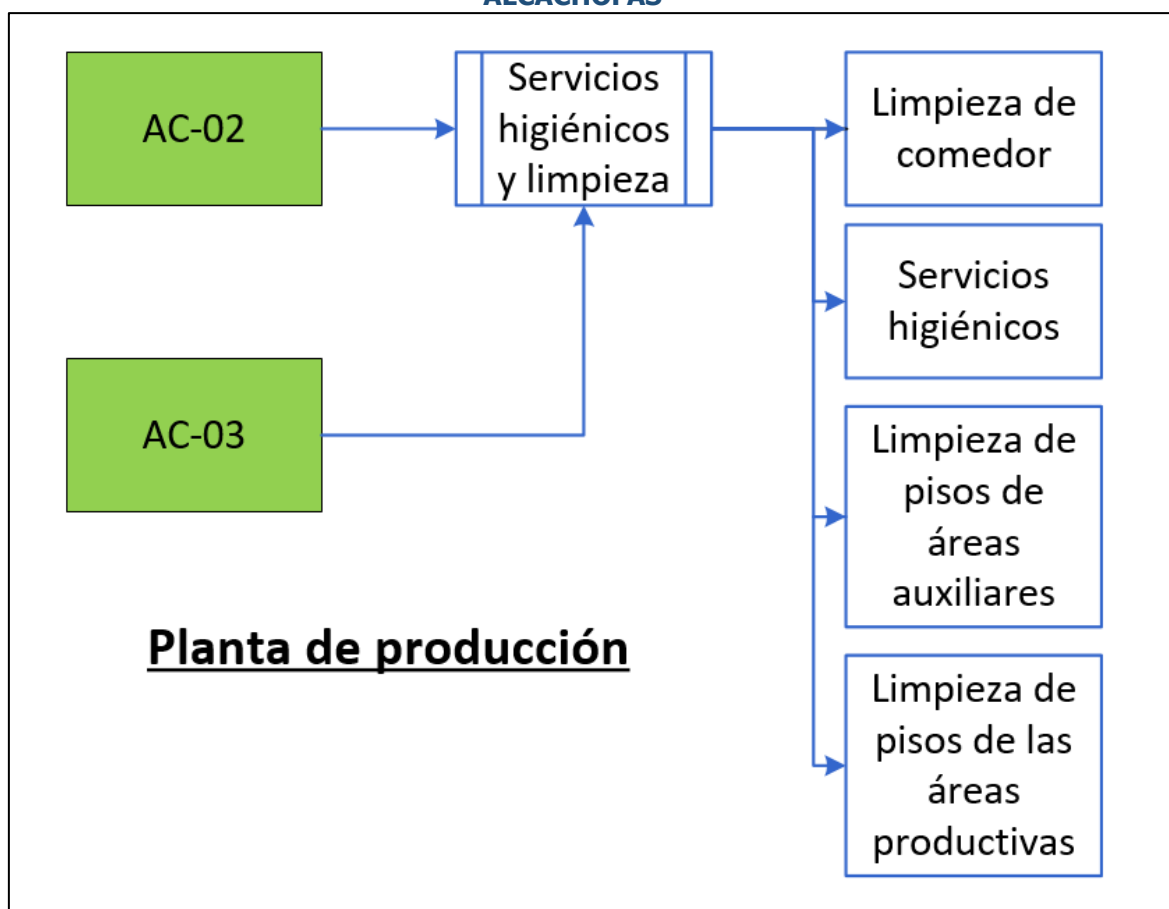 AC-02
Servicios
higiénicos
y limpieza
Limpieza de
comedor
Servicios
higiénicos
AC-03
Limpieza de
pisos de
áreas
auxiliares
Planta de producción
Limpieza de
pisos de las
áreas
productivas